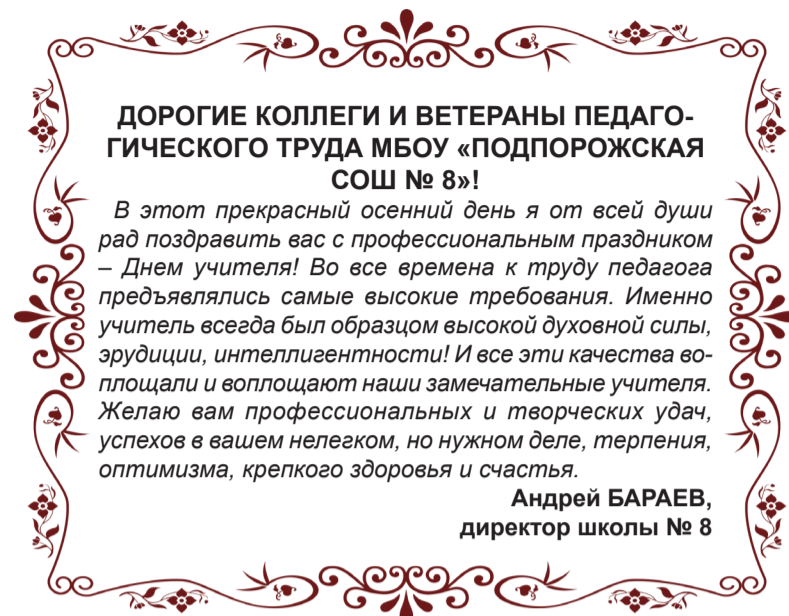 ДОРОГИЕ КОЛЛЕГИ И ВЕТЕРАНЫ ПЕДАГО-
ГИЧЕСКОГО ТРУДА МБОУ «ПОДПОРОЖСКАЯ
СОШ № 8»!
В этот прекрасный осенний день я от всей души
рад поздравить вас с профессиональным праздником
– Днем учителя! Во все времена к труду педагога
предъявлялись самые высокие требования. Именно
учитель всегда был образцом высокой духовной силы,
эрудиции, интеллигентности! И все эти качества во-
площали и воплощают наши замечательные учителя.
Желаю вам профессиональных и творческих удач,
успехов в вашем нелегком, но нужном деле, терпения,
оптимизма, крепкого здоровья и счастья.
Андрей БАРАЕВ,
директор школы № 8